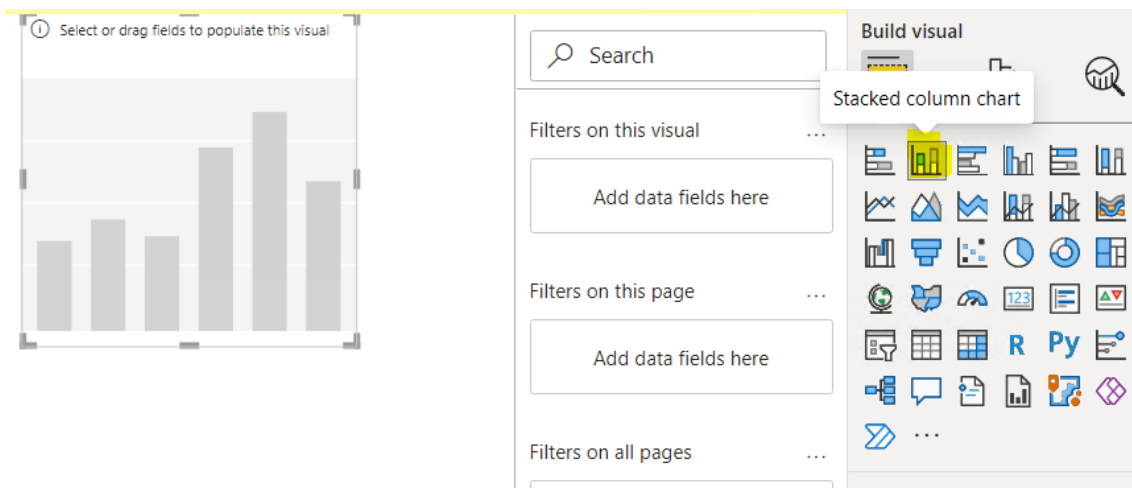 Select or drag fields to populate this visual
Search
Filters on this visual
...
Add data fields here
Filters on this page
...
Add data fields here
Filters on all pages
...
Build visual
Stacked column chart
123
R
Py
...